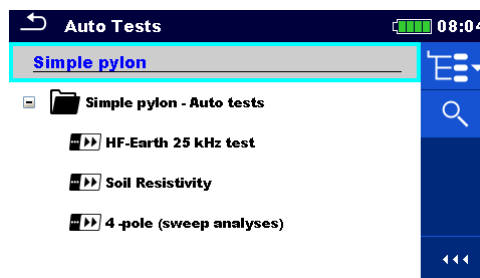 Auto Tests 08:04
Simple pylon
Simple pylon - Auto tests
HF-Earth 25 kHz test
Soil Resistivity
4 -pole (sweep analyses)